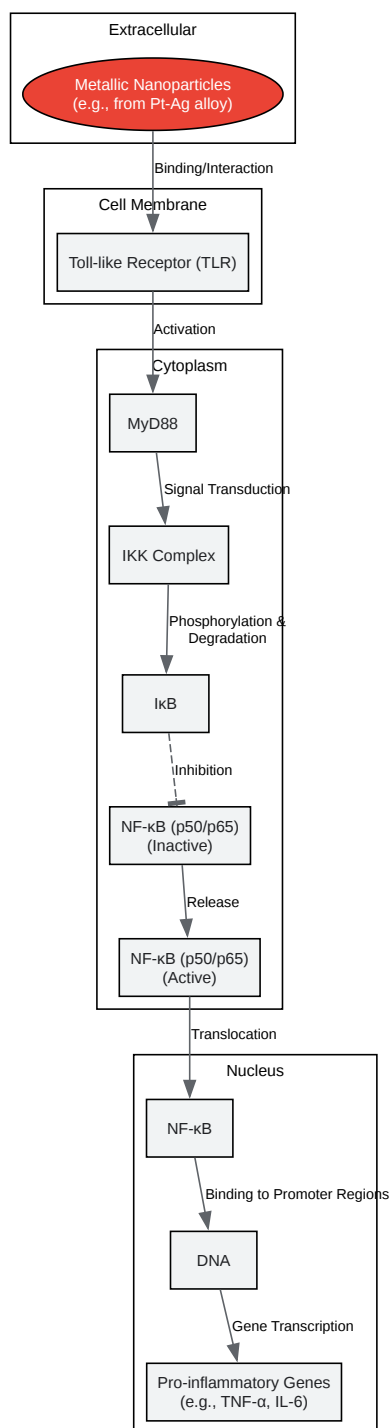 Extracellular
Metallic Nanoparticles
(e.g., from Pt-Ag alloy)
Binding/Interaction
Cell Membrane
Toll-like Receptor (TLR)
Activation
Cytoplasm
MyD88
Signal Transduction
IKK Complex
Phosphorylation &
Degradation
IκB
Inhibition
NF-κB (p50/p65)
(Inactive)
Release
NF-κB (p50/p65)
(Active)
Translocation
Nucleus
NF-κB
Binding to Promoter Regions
DNA
Gene Transcription
Pro-inflammatory Genes
(e.g., TNF-α, IL-6)